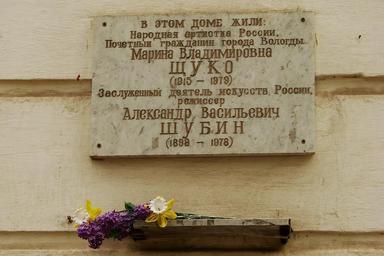 В ЭТОМ ДОМЕ ЖИЛИ:
Народная артистка России,
Почетный гражданин города Вологды
Марина Владимировна
ЩУКО
(1915 – 1979)
Заслуженный деятель искусств России,
режиссер
Александр Васильевич
ШУБИН
(1898 – 1978)